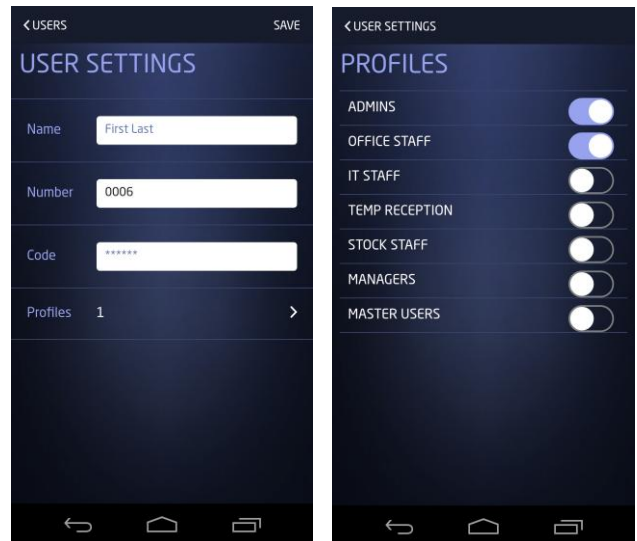 USERS SAVE
USER SETTINGS
Name First Last
Number 0006
Code ******
Profiles 1
USER SETTINGS
PROFILES
ADMINS
OFFICE STAFF
IT STAFF
TEMP RECEPTION
STOCK STAFF
MANAGERS
MASTER USERS